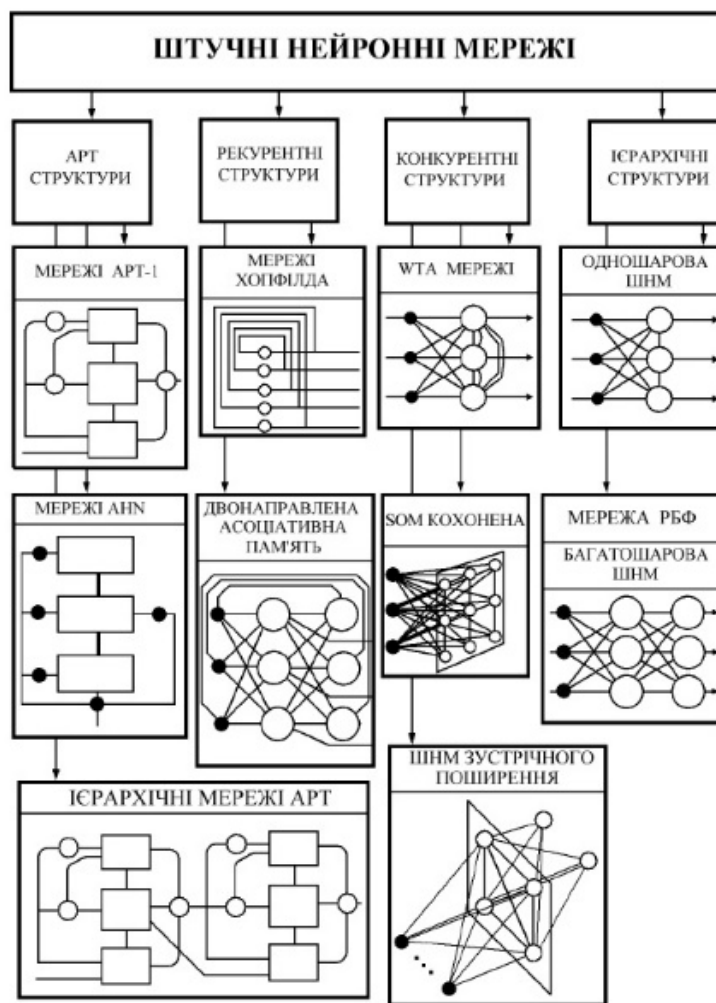 ШТУЧНІ НЕЙРОННІ МЕРЕЖІ
АРТ
СТРУКТУРИ
РЕКУРЕНТНІ
СТРУКТУРИ
КОНКУРЕНТНІ
СТРУКТУРИ
ІЄРАРХІЧНІ
СТРУКТУРИ
МЕРЕЖІ АРТ-1
МЕРЕЖІ
ХОПФІЛДА
WTA МЕРЕЖІ
ОДНОШАРОВА
ШНМ
МЕРЕЖІ AHN
ДВОНАПРАВЛЕНА
АСОЦІАТИВНА
ПАМ'ЯТЬ
SOM КОХОНЕНА
МЕРЕЖА РБФ
БАГАТОШАРОВА
ШНМ
ІЄРАРХІЧНІ МЕРЕЖІ АРТ
ШНМ ЗУСТРІЧНОГО
ПОШИРЕННЯ